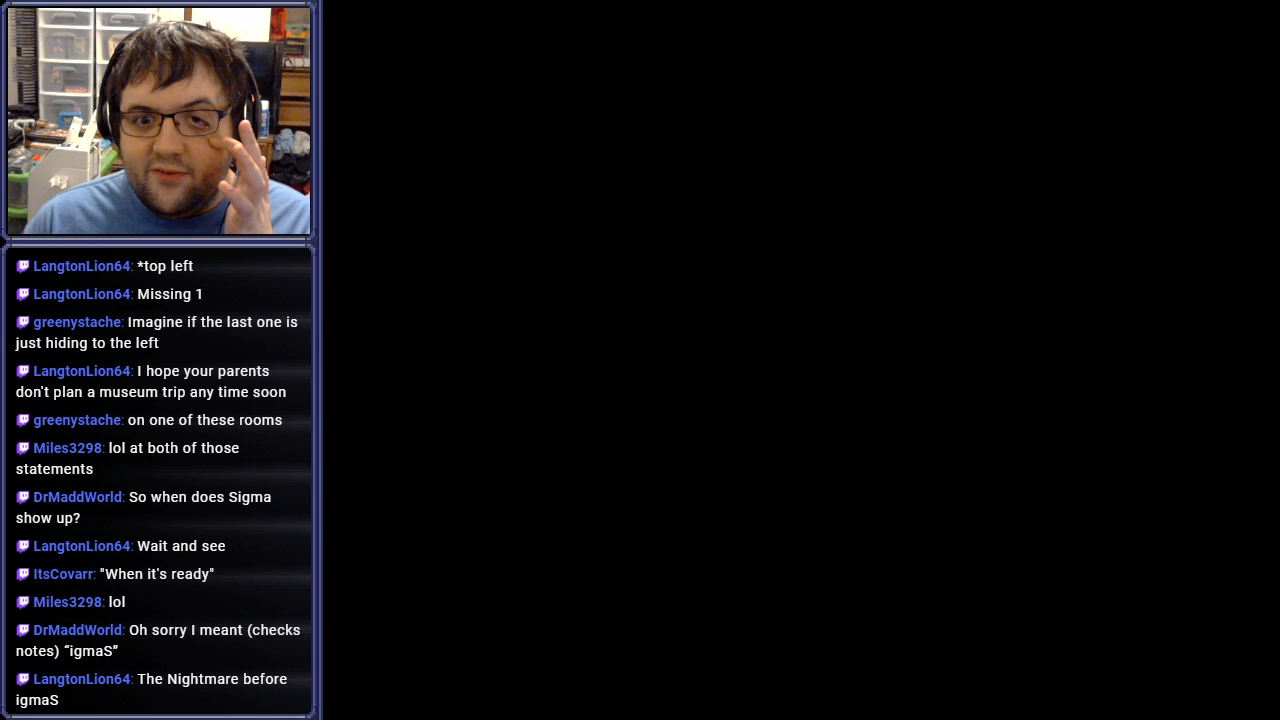 LangtonLion64: *top left
LangtonLion64: Missing 1
greenystache: Imagine if the last one is
just hiding to the left
LangtonLion64: I hope your parents
don't plan a museum trip any time soon
greenystache: on one of these rooms
Miles3298: lol at both of those
statements
DrMaddWorld: So when does Sigma
show up?
LangtonLion64: Wait and see
ItsCovarr: "When it's ready"
Miles3298: lol
DrMaddWorld: Oh sorry I meant (checks
notes) “igmaS”
LangtonLion64: The Nightmare before
igmaS